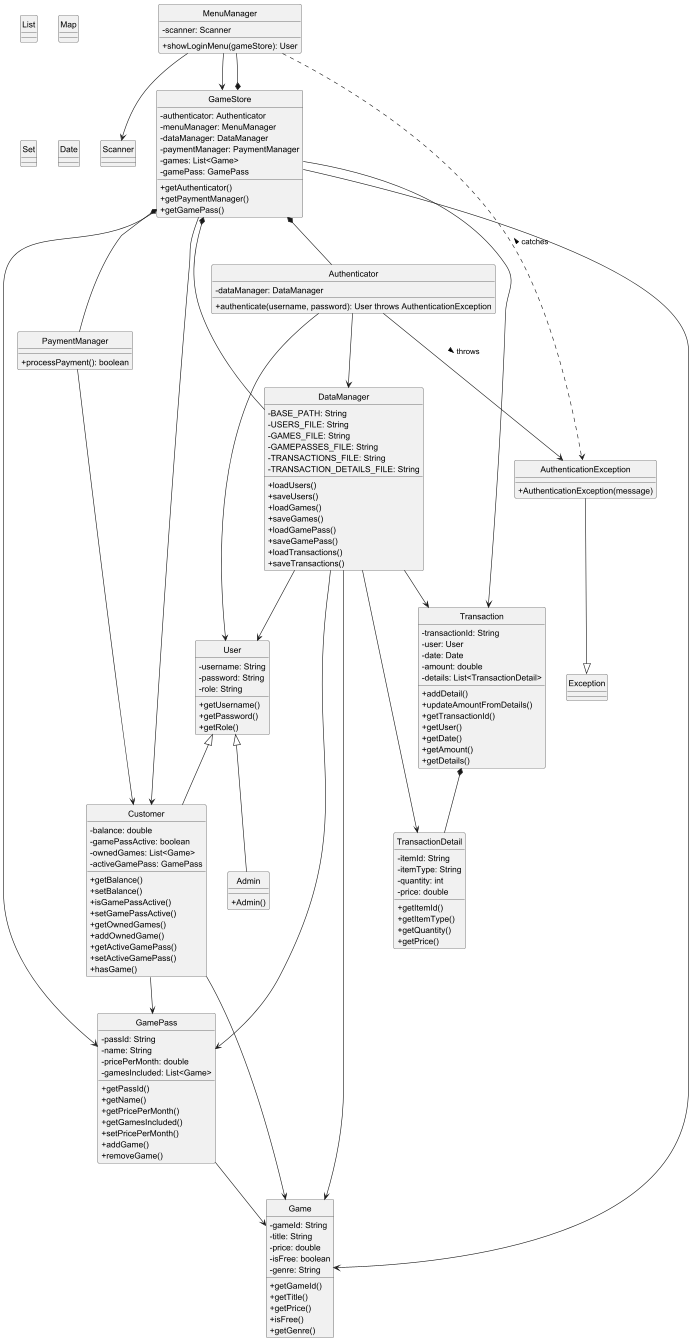 List
Map
MenuManager
-scanner: Scanner
+showLoginMenu(gameStore): User
GameStore
-authenticator: Authenticator
-menuManager: MenuManager
-dataManager: DataManager
-paymentManager: PaymentManager
-games: List<Game>
-gamePass: GamePass
+getAuthenticator()
+getPaymentManager()
+getGamePass()
Set
Date
Scanner
catches
Authenticator
-dataManager: DataManager
+authenticate(username, password): User throws AuthenticationException
PaymentManager
+processPayment(): boolean
throws
DataManager
-BASE_PATH: String
-USERS_FILE: String
-GAMES_FILE: String
-GAMEPASSES_FILE: String
-TRANSACTIONS_FILE: String
-TRANSACTION_DETAILS_FILE: String
+loadUsers()
+saveUsers()
+loadGames()
+saveGames()
+loadGamePass()
+saveGamePass()
+loadTransactions()
+saveTransactions()
AuthenticationException
+AuthenticationException(message)
User
-username: String
-password: String
-role: String
+getUsername()
+getPassword()
+getRole()
Transaction
-transactionId: String
-user: User
-date: Date
-amount: double
-details: List<TransactionDetail>
+addDetail()
+updateAmountFromDetails()
+getTransactionId()
+getUser()
+getDate()
+getAmount()
+getDetails()
Exception
Customer
-balance: double
-gamePassActive: boolean
-ownedGames: List<Game>
-activeGamePass: GamePass
+getBalance()
+setBalance()
+isGamePassActive()
+setGamePassActive()
+getOwnedGames()
+addOwnedGame()
+getActiveGamePass()
+setActiveGamePass()
+hasGame()
Admin
+Admin()
TransactionDetail
-itemId: String
-itemType: String
-quantity: int
-price: double
+getItemId()
+getItemType()
+getQuantity()
+getPrice()
GamePass
-passId: String
-name: String
-pricePerMonth: double
-gamesIncluded: List<Game>
+getPassId()
+getName()
+getPricePerMonth()
+getGamesIncluded()
+setPricePerMonth()
+addGame()
+removeGame()
Game
-gameId: String
-title: String
-price: double
-isFree: boolean
-genre: String
+getGameId()
+getTitle()
+getPrice()
+isFree()
+getGenre()